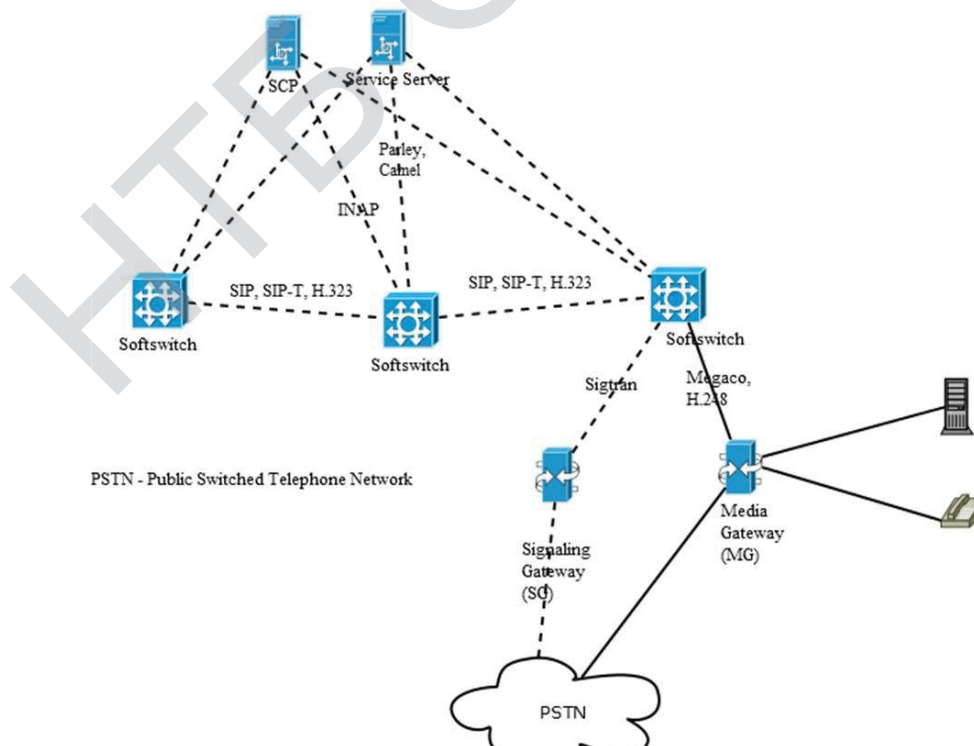 SCP
Service Server
Parley,
Camel
INAP
SIP, SIP-T, H.323
SIP, SIP-T, H.323
Softswitch
Softswitch
Softswitch
Sigtran
Megaco,
H.248
PSTN - Public Switched Telephone Network
Media
Gateway
(MG)
Signaling
Gateway
(SG)
PSTN
НТБ